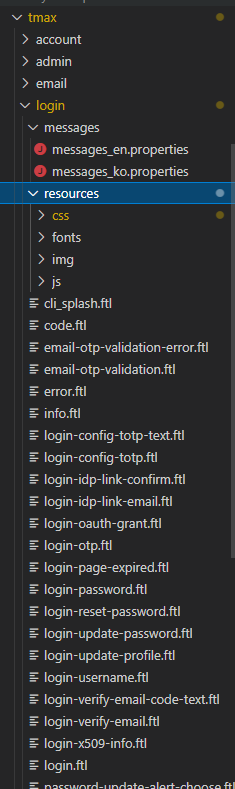 tmax
account
admin
email
login
messages
messages_en.properties
messages_ko.properties
resources
css
fonts
img
js
cli_splash.ftl
code.ftl
email-otp-validation-error.ftl
email-otp-validation.ftl
error.ftl
info.ftl
login-config-totp-text.ftl
login-config-totp.ftl
login-idp-link-confirm.ftl
login-idp-link-email.ftl
login-oauth-grant.ftl
login-otp.ftl
login-page-expired.ftl
login-password.ftl
login-reset-password.ftl
login-update-password.ftl
login-update-profile.ftl
login-username.ftl
login-verify-email-code-text.ftl
login-verify-email.ftl
login-x509-info.ftl
login.ftl
password-update-alert-choose.ftl